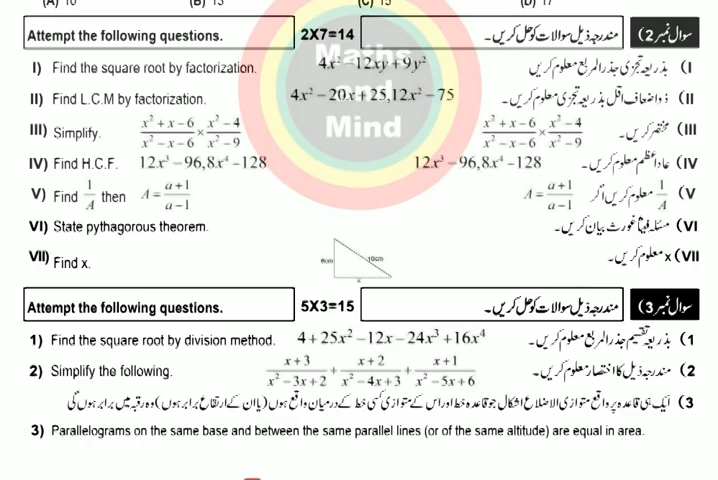 (A) 10 (B) 13 (C) 15 (D) 17
Attempt the following questions. 2X7=14 مندرجہ ذیل سوالات کو حل کریں۔ سوال نمبر 2)
Maths and Mind
I) Find the square root by factorization. 4x² −12xy+9y² بذریعہ تجزی جذر المربع معلوم کریں (I
II) Find L.C.M by factorization. 4x² −20x+25,12x² −75 ذواضعاف اقل بذریعہ تجزی معلوم کریں۔ (II
III) Simplify. (x² + x − 6)/(x² − x − 6) × (x² − 4)/(x² − 9) (x² + x − 6)/(x² − x − 6) × (x² − 4)/(x² − 9) مختصر کریں۔ (III
IV) Find H.C.F. 12x³ −96,8x⁴ −128 12x³ −96,8x⁴ −128 عاد اعظم معلوم کریں۔ (IV
V) Find 1/A then A = (a+1)/(a−1) A = (a+1)/(a−1) 1/A معلوم کریں اگر (V
VI) State pythagorous theorem. مسئلہ فیثاغورث بیان کریں۔ (VI
VII) Find x. x معلوم کریں۔ (VII
6cm 10cm x
Attempt the following questions. 5X3=15 مندرجہ ذیل سوالات کو حل کریں۔ سوال نمبر 3)
1) Find the square root by division method. 4+25x² −12x−24x³ +16x⁴ بذریعہ تقسیم جذر المربع معلوم کریں۔ (1
2) Simplify the following. (x+3)/(x² −3x+2) + (x+2)/(x² −4x+3) + (x+1)/(x² −5x+6) مندرجہ ذیل کا اختصار معلوم کریں۔ (2
3) ایک ہی قاعدہ پر واقع متوازی الاضلاع اشکال جو قاعدہ خط اور اس کے متوازی کسی خط کے درمیان واقع ہوں (یا ان کے ارتفاع برابر ہوں) وہ رقبہ میں برابر ہوں گی
3) Parallelograms on the same base and between the same parallel lines (or of the same altitude) are equal in area.